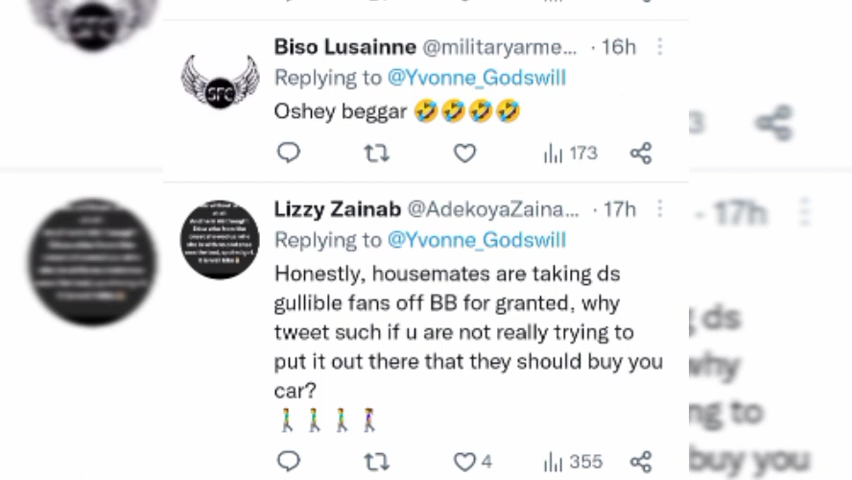 Biso Lusainne @militaryarme... · 16h
Replying to @Yvonne_Godswill
SFC
Oshey beggar 🤣🤣🤣🤣
173
Lizzy Zainab @AdekoyaZaina... · 17h
Replying to @Yvonne_Godswill
Honestly, housemates are taking ds
gullible fans off BB for granted, why
tweet such if u are not really trying to
put it out there that they should buy you
car?
🚶‍♂️🚶‍♂️🚶‍♂️🚶‍♀️
4 355
- 17h
ds
why
ng to
buy you